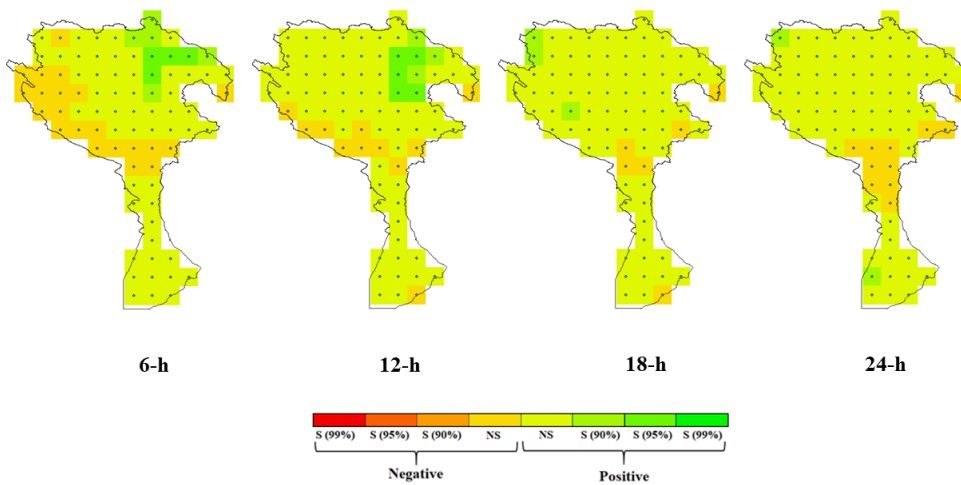 6-h 12-h 18-h 24-h
S (99%) S (95%) S (90%) NS NS S (90%) S (95%) S (99%)
Negative Positive